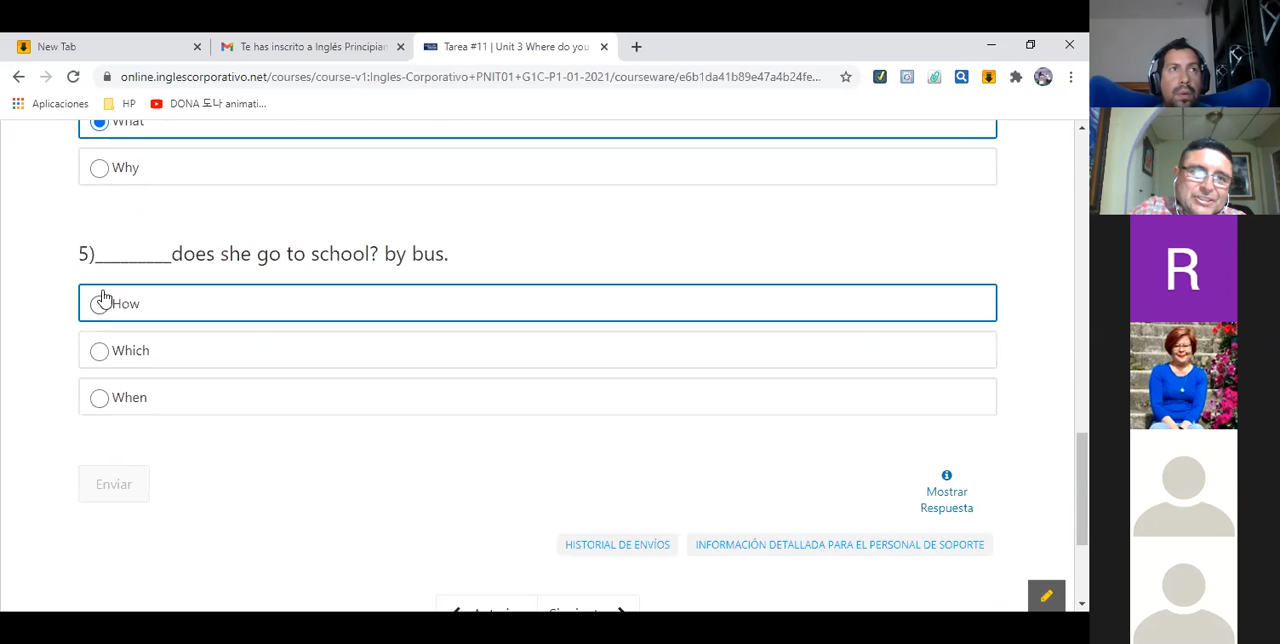 New Tab
Te has inscrito a Inglés Principian
Tarea #11 | Unit 3 Where do you
online.inglescorporativo.net/courses/course-v1:Ingles-Corporativo+PNIT01+G1C-P1-01-2021/courseware/e6b1da41b89e47a4b24fe...
Aplicaciones
HP
DONA 도나 animati...
What
Why
5)_________does she go to school? by bus.
How
Which
When
Enviar
Mostrar
Respuesta
HISTORIAL DE ENVÍOS
INFORMACIÓN DETALLADA PARA EL PERSONAL DE SOPORTE
R